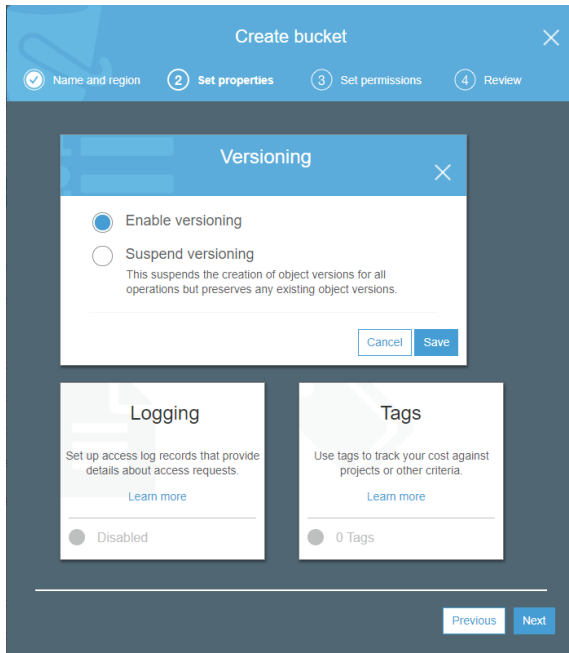 Create bucket
Name and region
2 Set properties
3 Set permissions
4 Review
Versioning
Enable versioning
Suspend versioning
This suspends the creation of object versions for all
operations but preserves any existing object versions.
Cancel
Save
Logging
Set up access log records that provide
details about access requests.
Learn more
Disabled
Tags
Use tags to track your cost against
projects or other criteria.
Learn more
0 Tags
Previous
Next